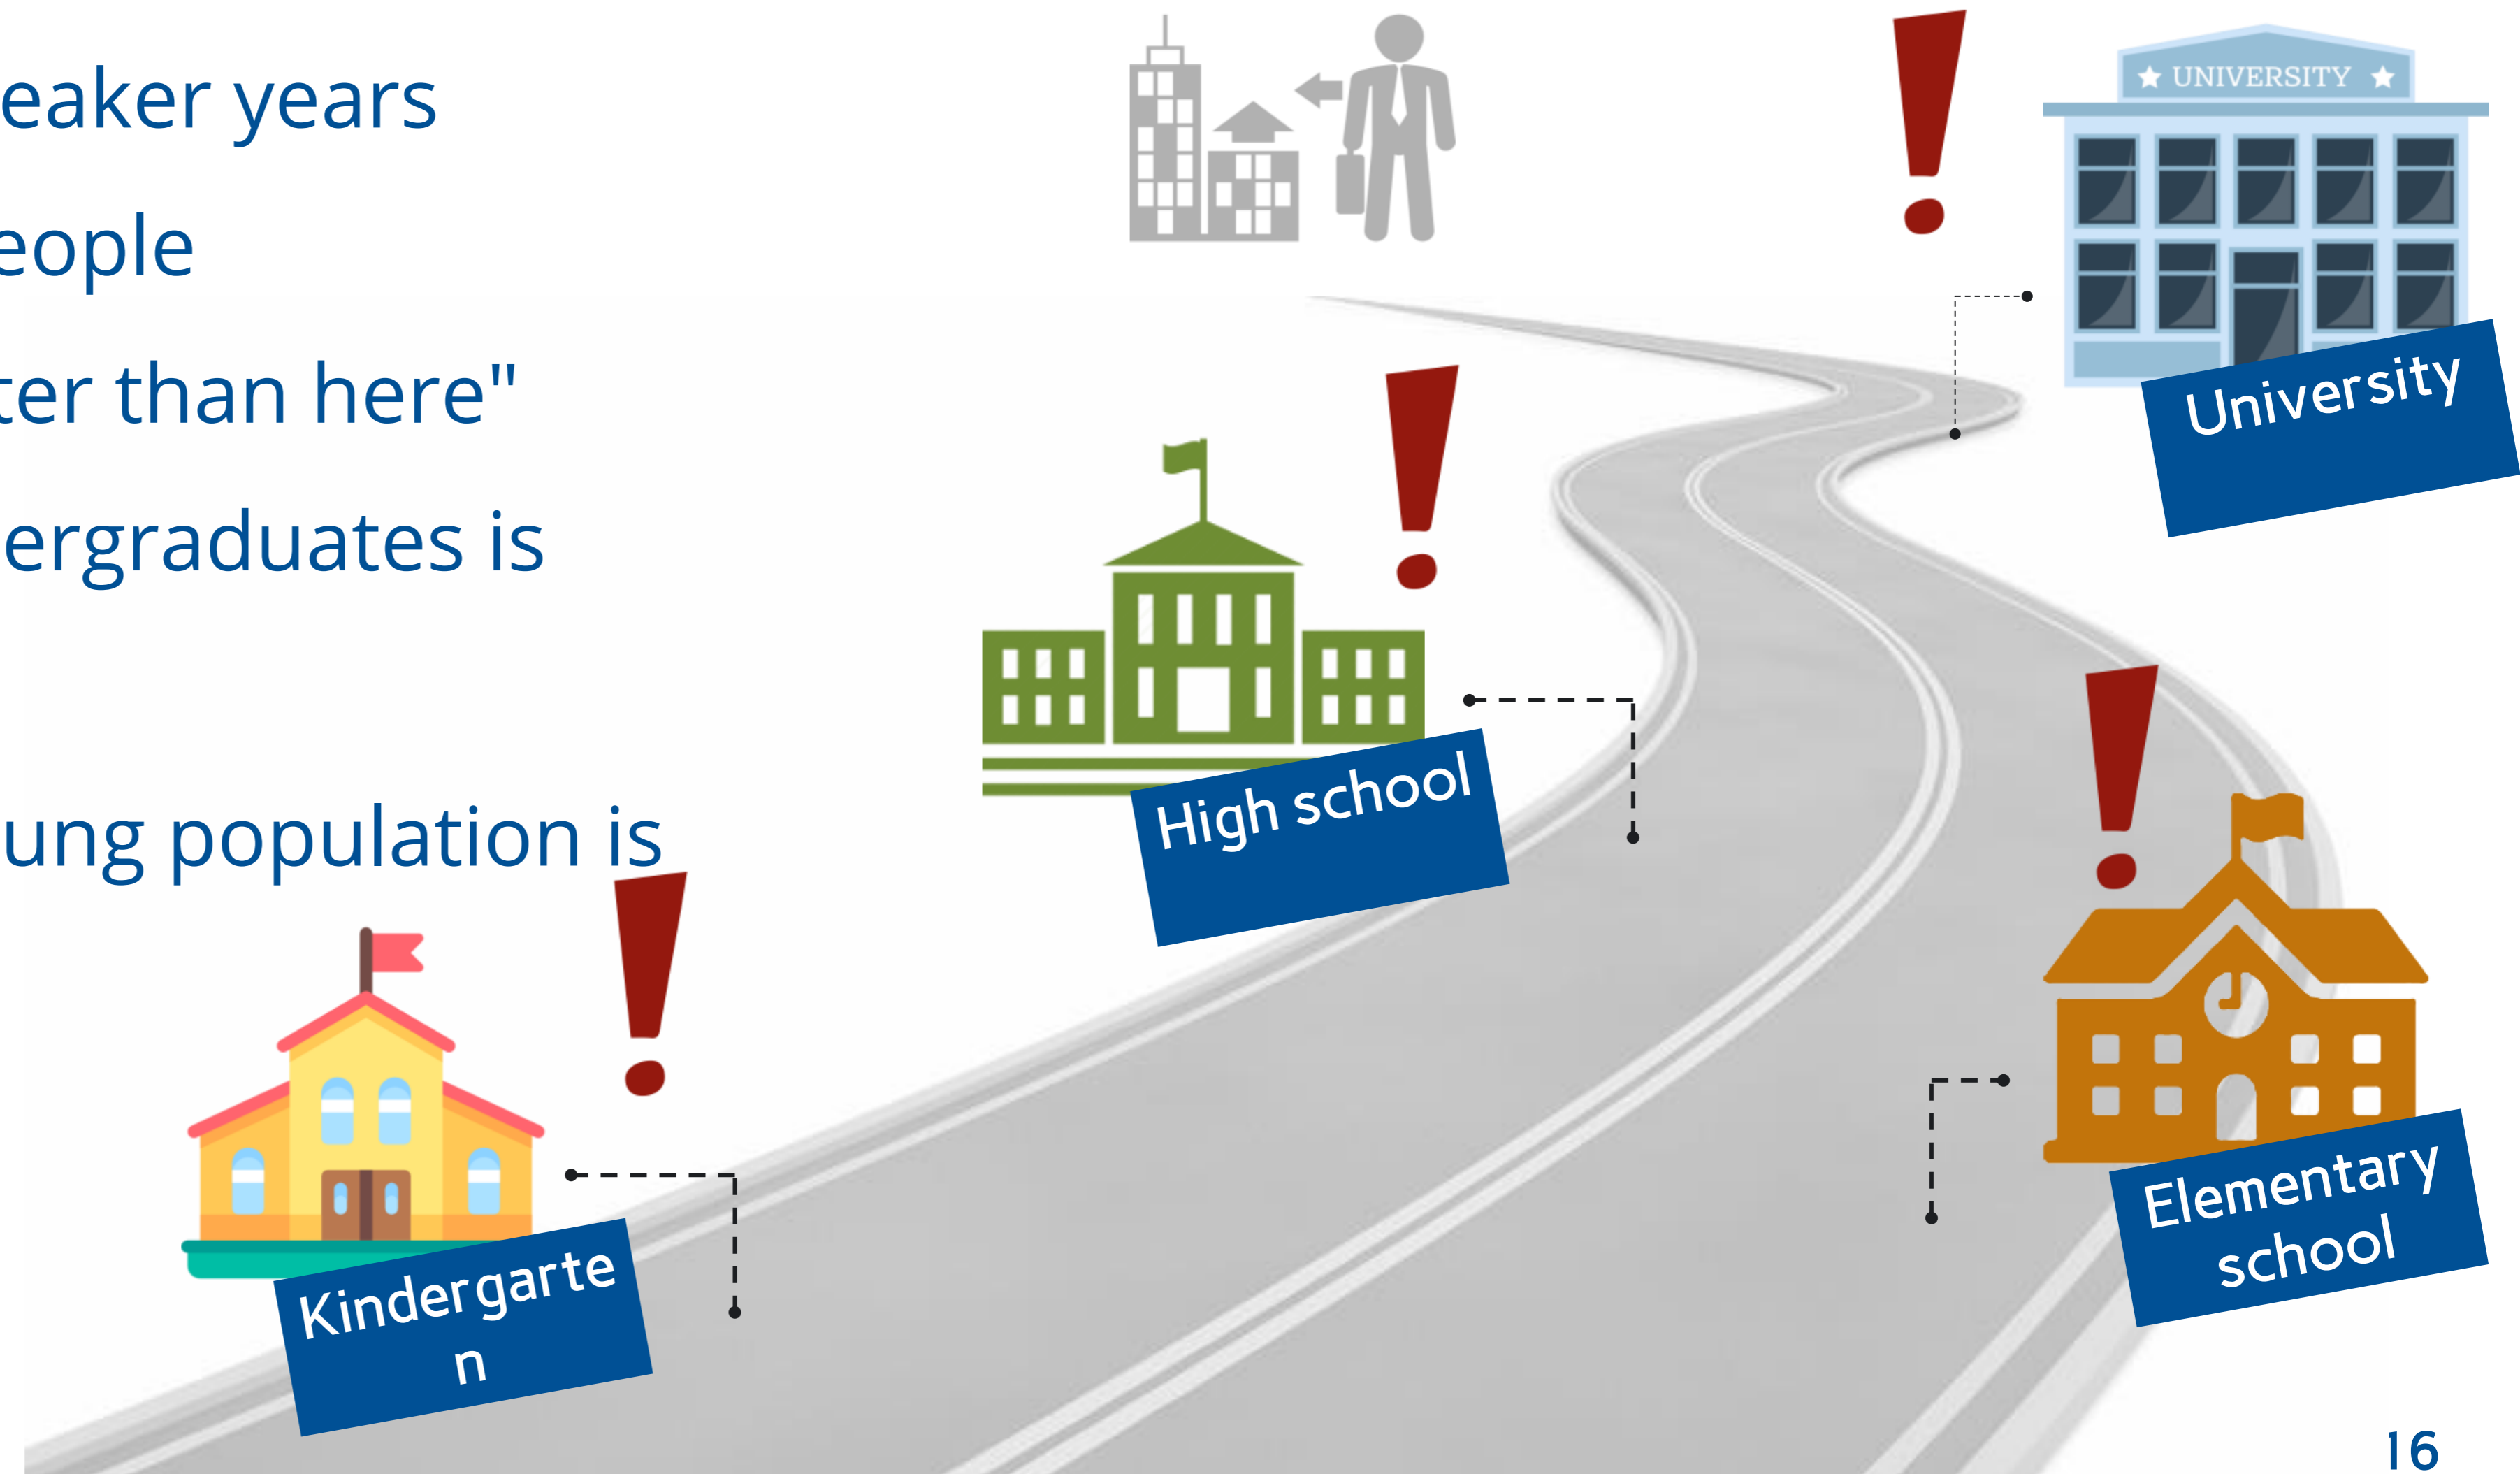 eaker years
eople
ter than here"
ergraduates is
ung population is
UNIVERSITY
University
High school
Elementary
school
Kindergarte
n
16